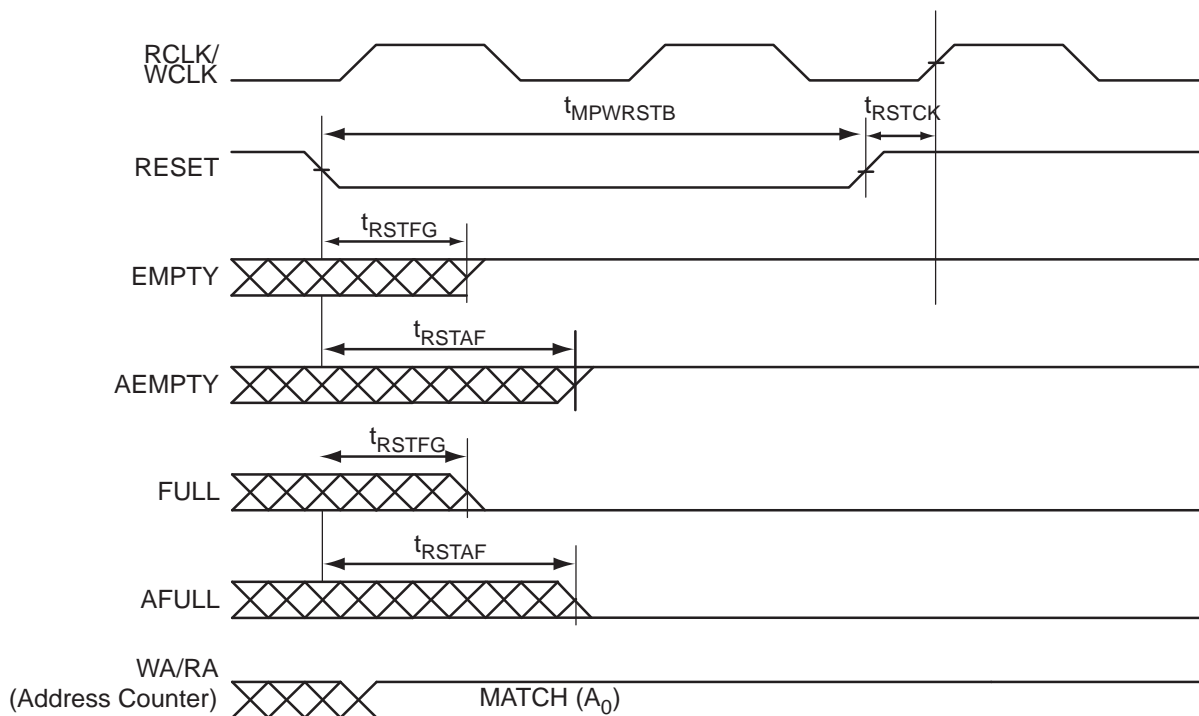 RCLK/
WCLK
tMPWRSTB
tRSTCK
RESET
tRSTFG
EMPTY
tRSTAF
AEMPTY
tRSTFG
FULL
tRSTAF
AFULL
WA/RA
(Address Counter)
MATCH (A0)